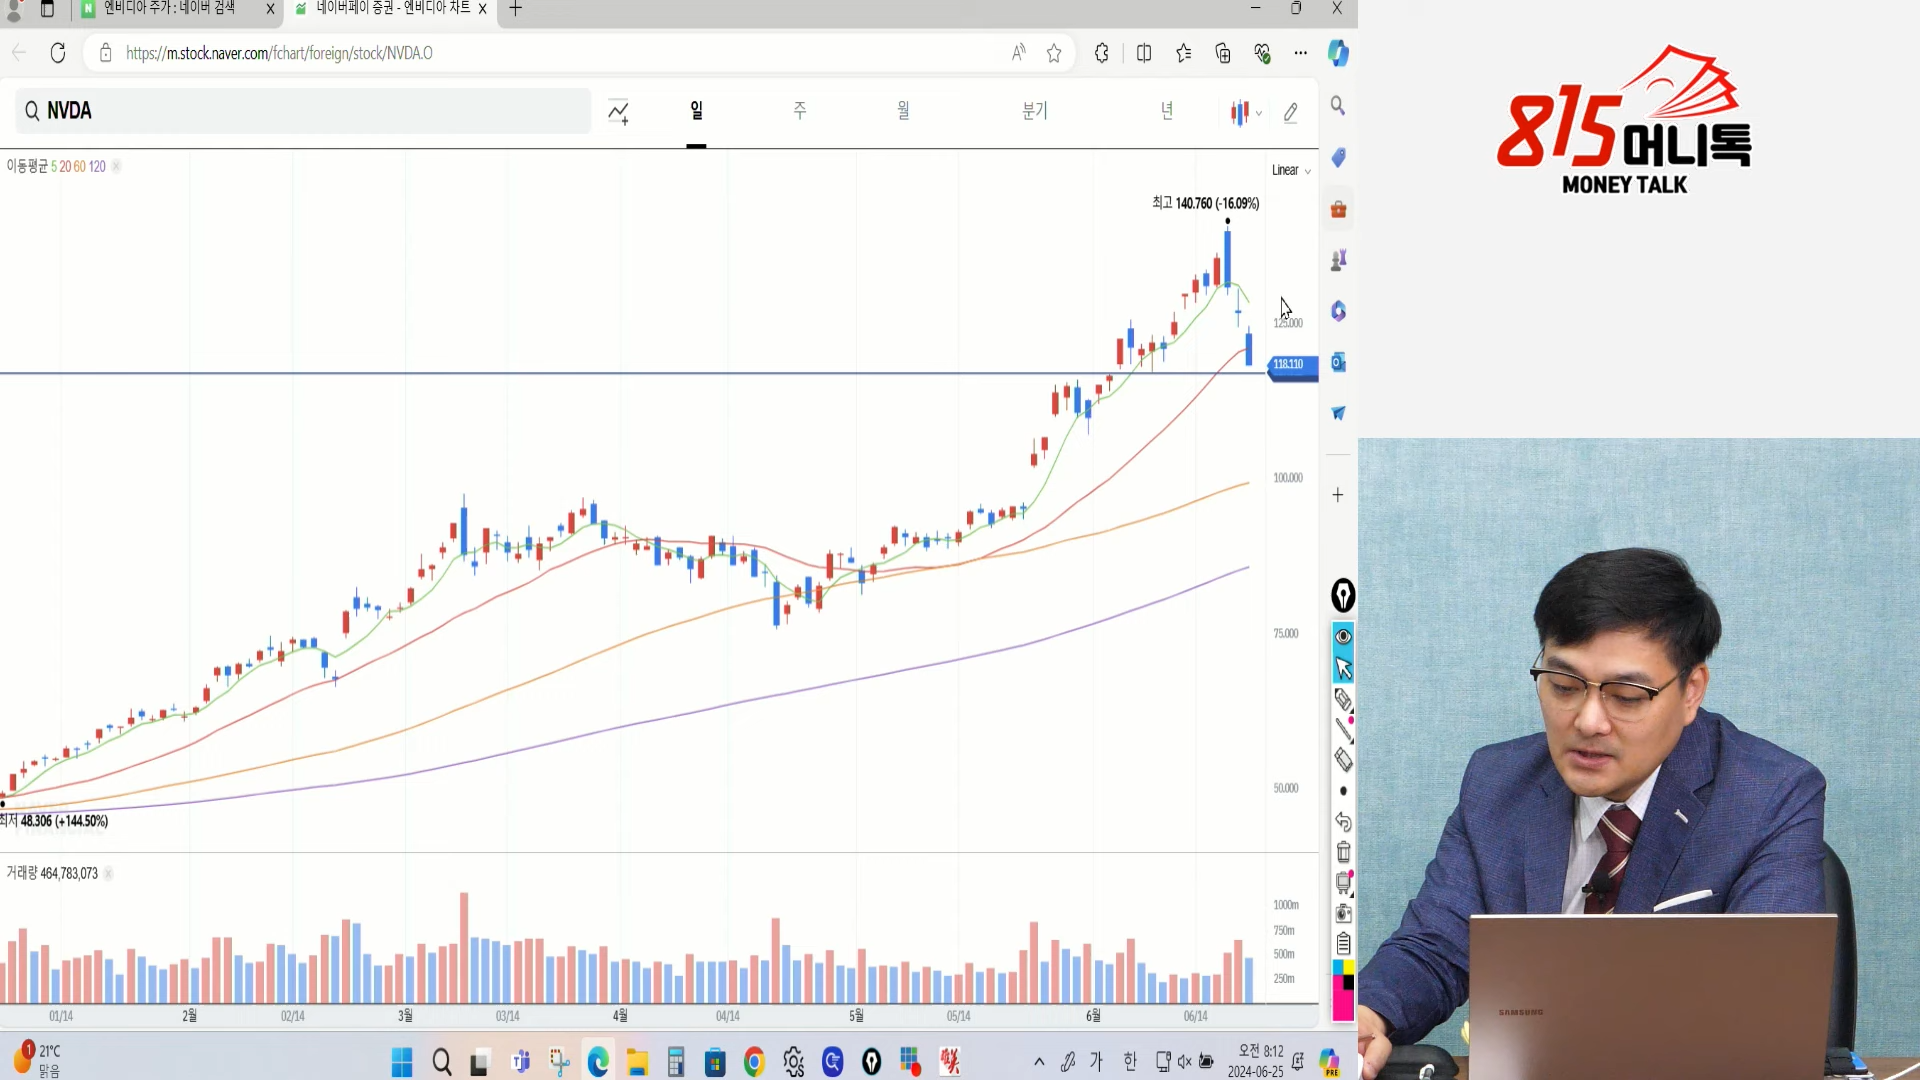 엔비디아 주가 : 네이버 검색
네이버페이 증권 - 엔비디아 차트
https://m.stock.naver.com/fchart/foreign/stock/NVDA.O
NVDA
일
주
월
분기
년
이동평균 5 20 60 120
Linear
최고 140.760 (-16.09%)
125.000
118.110
100.000
75.000
50.000
최저 48.306 (+144.50%)
거래량 464,783,073
1000m
750m
500m
250m
01/14
2월
02/14
3월
03/14
4월
04/14
5월
05/14
6월
06/14
1
21°C
맑음
가
한
오전 8:12
2024-06-25
PRE
815머니톡
MONEY TALK
SAMSUNG